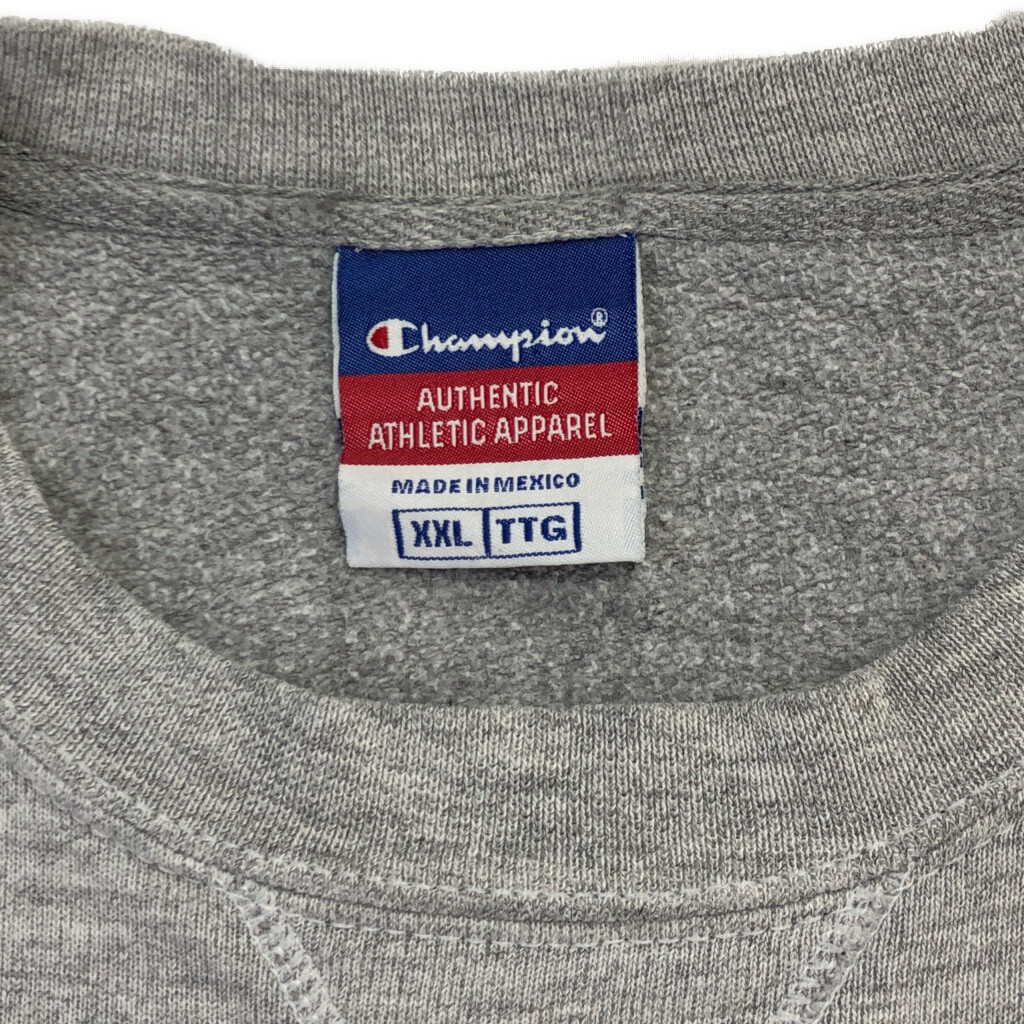 Champion®
AUTHENTIC
ATHLETIC APPAREL
MADE IN MEXICO
XXL TTG